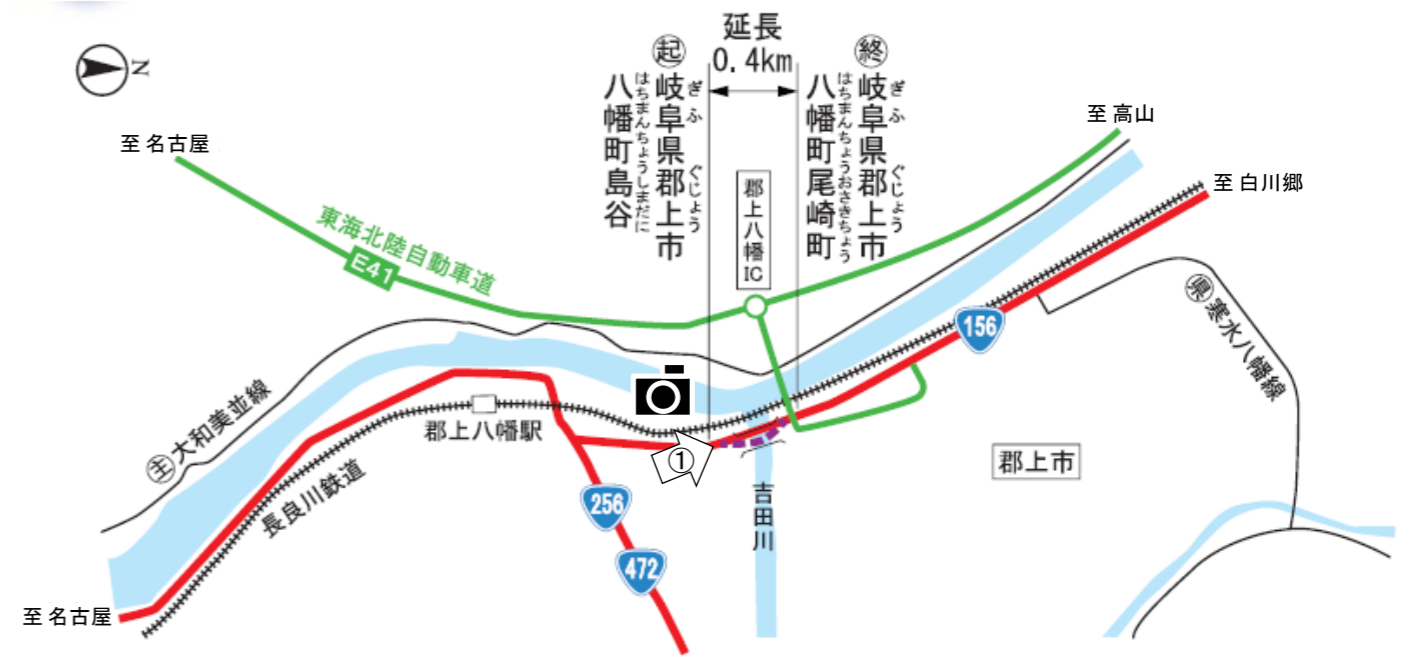 N
延長
0.4km
起
岐阜県郡上市
ぎふ ぐじょう
八幡町島谷
はちまんちょうしまだに
終
岐阜県郡上市
ぎふ ぐじょう
八幡町尾崎町
はちまんちょうおさきちょう
至 名古屋
至 高山
至 白川郷
東海北陸自動車道
E41
郡上八幡IC
156
県 寒水八幡線
主 大和美並線
郡上八幡駅
長良川鉄道
①
郡上市
吉田川
256
472
至 名古屋